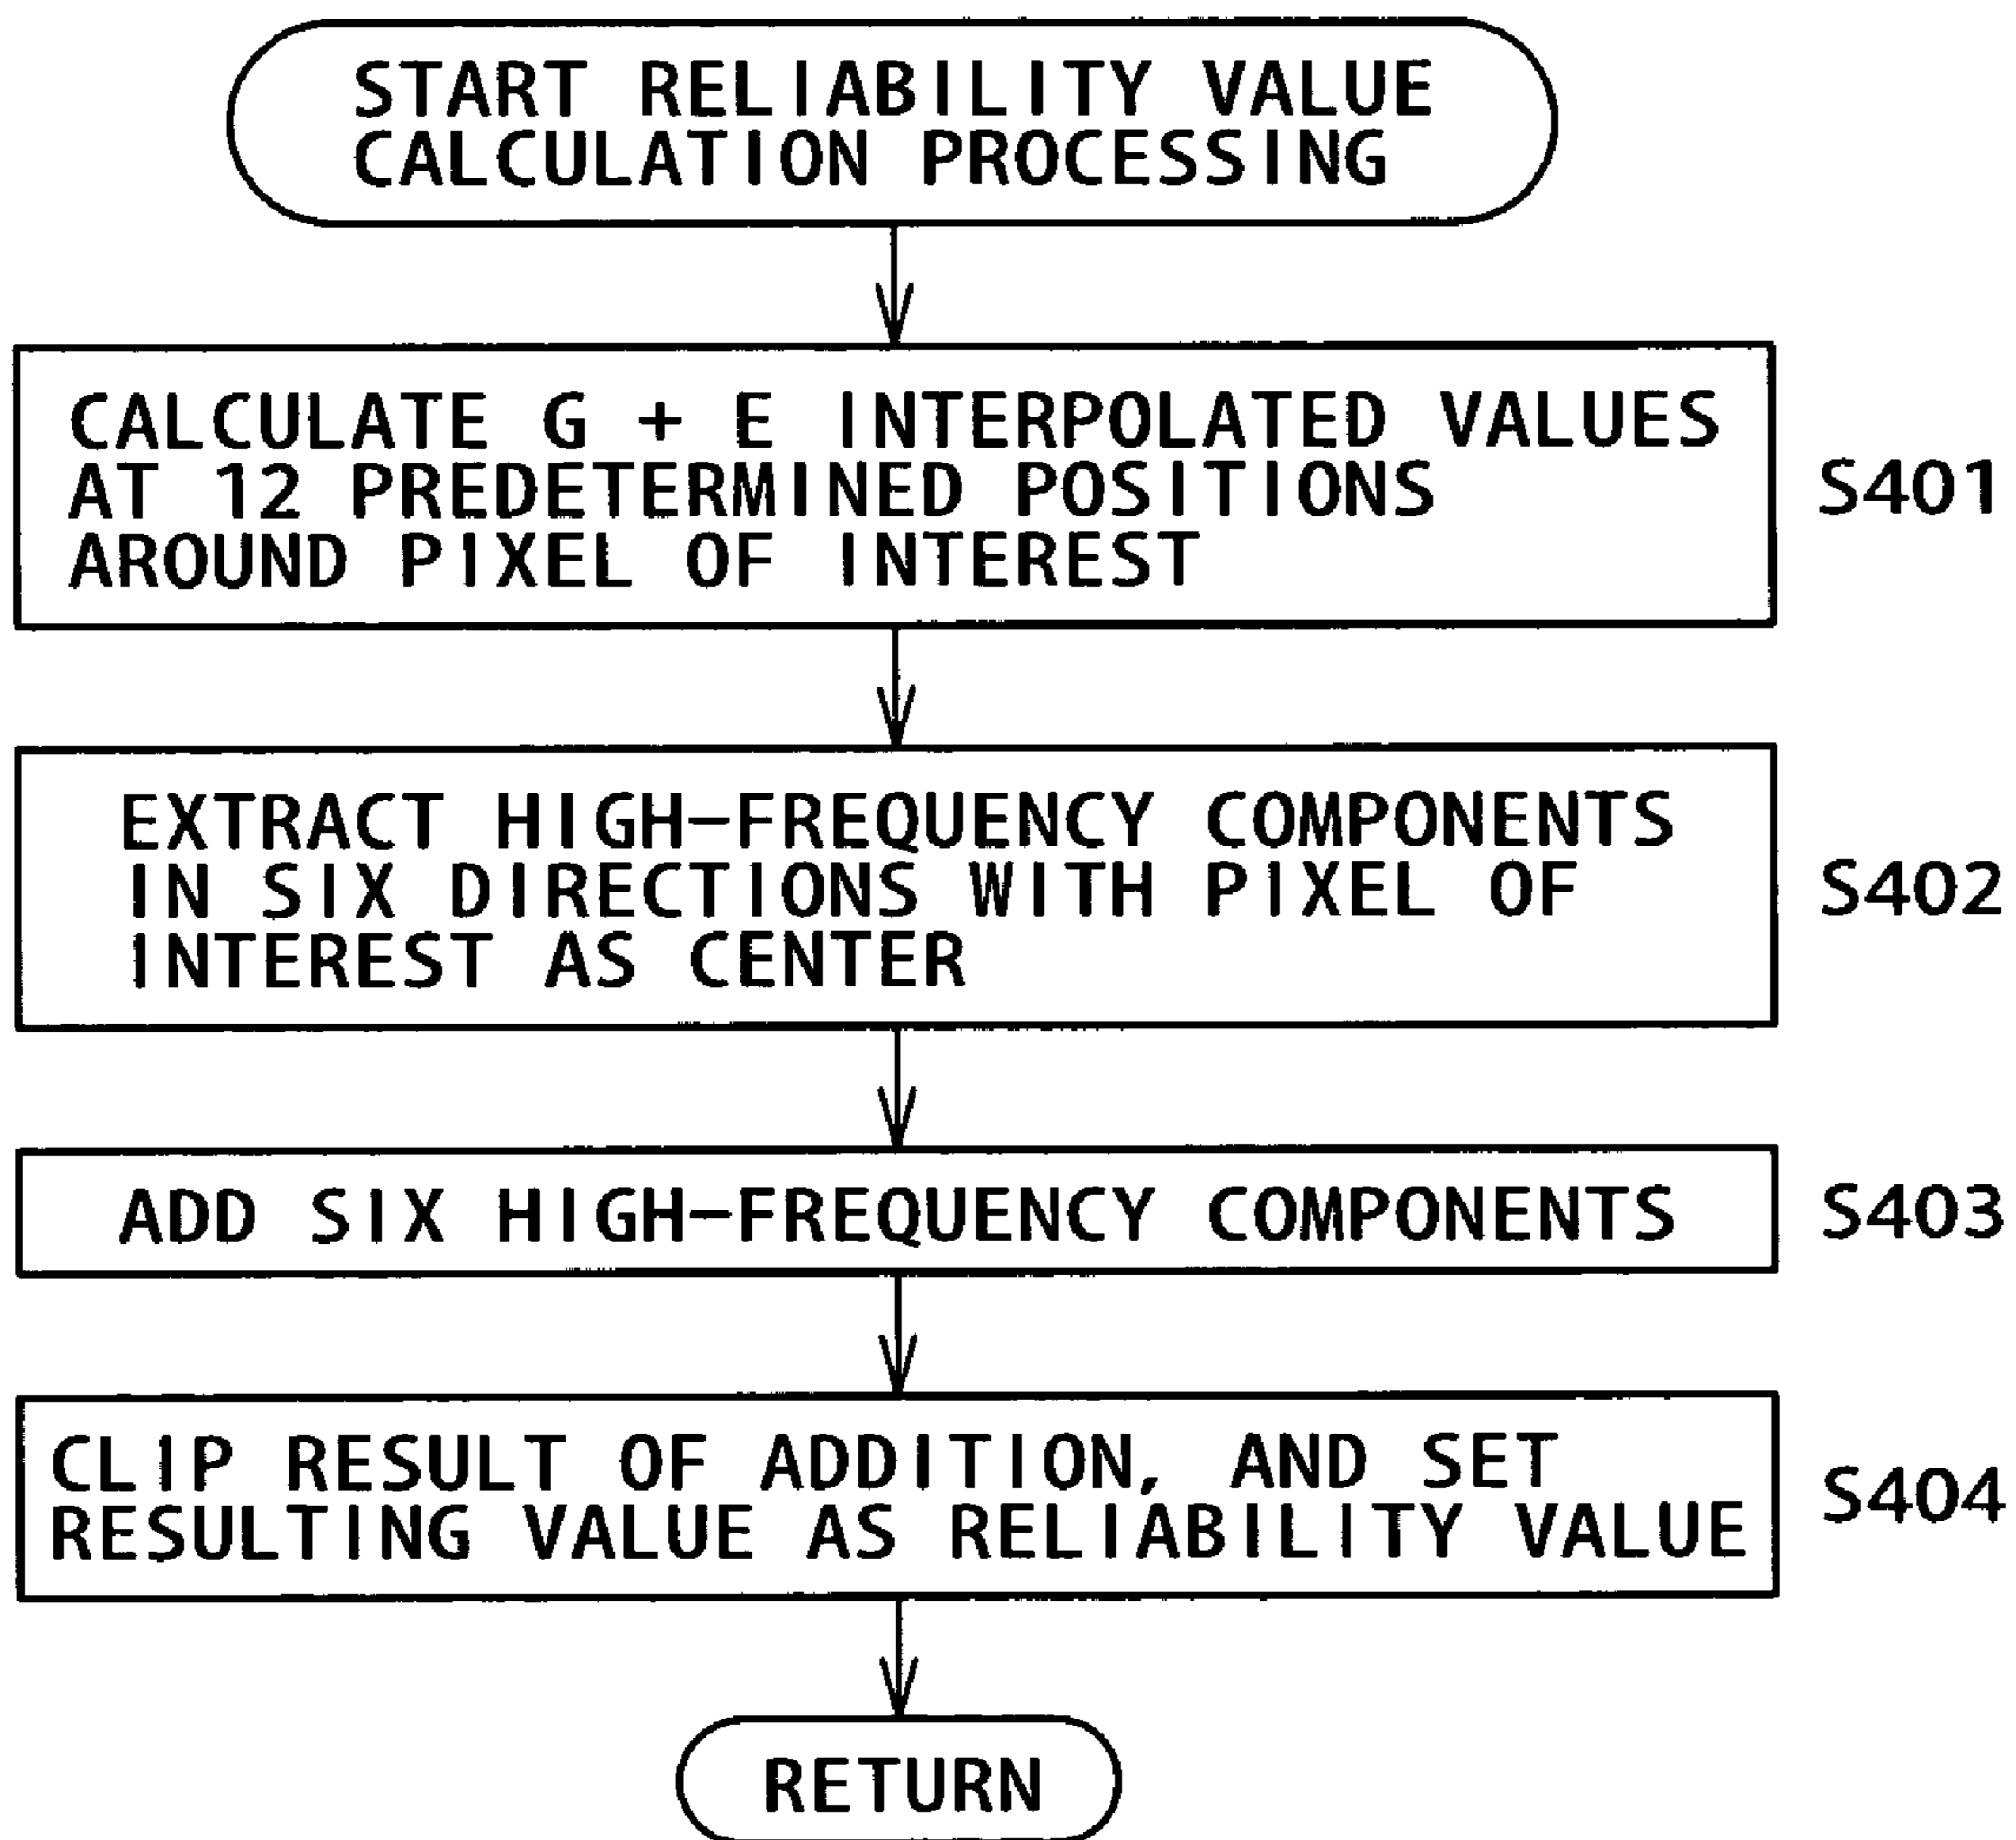 START RELIABILITY VALUE
CALCULATION PROCESSING
CALCULATE G + E INTERPOLATED VALUES
AT 12 PREDETERMINED POSITIONS
AROUND PIXEL OF INTEREST
S401
EXTRACT HIGH-FREQUENCY COMPONENTS
IN SIX DIRECTIONS WITH PIXEL OF
INTEREST AS CENTER
S402
ADD SIX HIGH-FREQUENCY COMPONENTS
S403
CLIP RESULT OF ADDITION, AND SET
RESULTING VALUE AS RELIABILITY VALUE
S404
RETURN